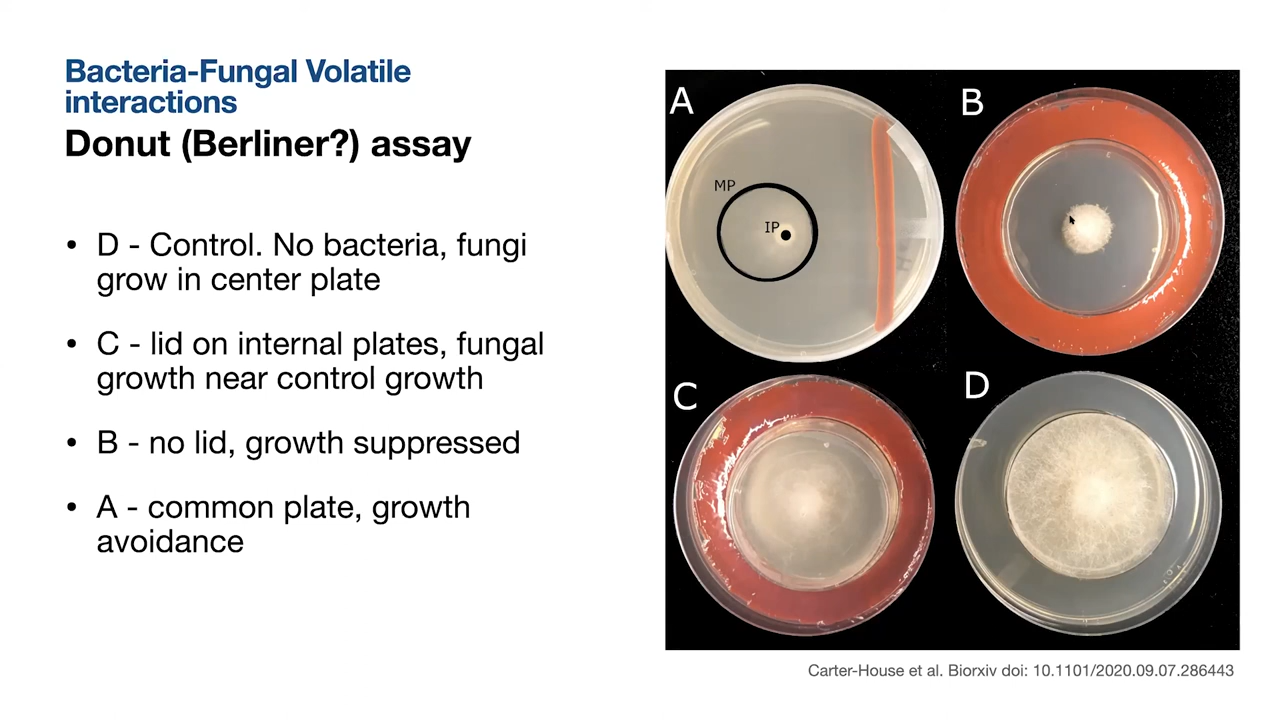 Bacteria-Fungal Volatile
interactions
Donut (Berliner?) assay
• D - Control. No bacteria, fungi
grow in center plate
• C - lid on internal plates, fungal
growth near control growth
• B - no lid, growth suppressed
• A - common plate, growth
avoidance
A
MP
IP
B
C
D
Carter-House et al. Biorxiv doi: 10.1101/2020.09.07.286443